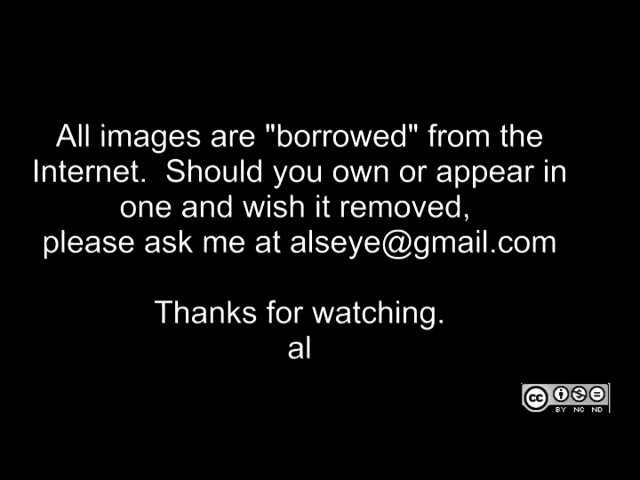 All images are "borrowed" from the
Internet.  Should you own or appear in
one and wish it removed,
please ask me at alseye@gmail.com
Thanks for watching.
al
cc
BY NC ND